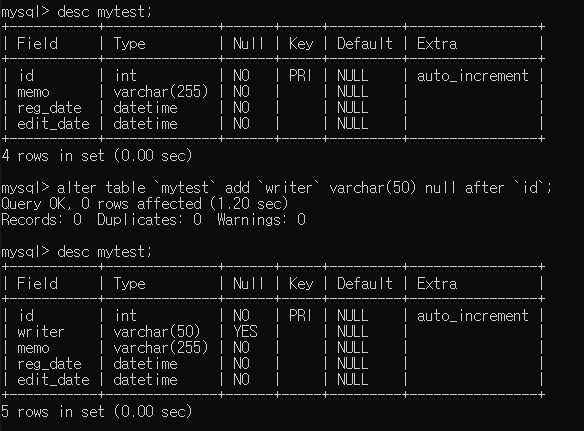 mysql> desc mytest;
+-----------+--------------+------+-----+---------+----------------+
| Field     | Type         | Null | Key | Default | Extra          |
+-----------+--------------+------+-----+---------+----------------+
| id        | int          | NO   | PRI | NULL    | auto_increment |
| memo      | varchar(255) | NO   |     | NULL    |                |
| reg_date  | datetime     | NO   |     | NULL    |                |
| edit_date | datetime     | NO   |     | NULL    |                |
+-----------+--------------+------+-----+---------+----------------+
4 rows in set (0.00 sec)
mysql> alter table `mytest` add `writer` varchar(50) null after `id`;
Query OK, 0 rows affected (1.20 sec)
Records: 0  Duplicates: 0  Warnings: 0
mysql> desc mytest;
+-----------+--------------+------+-----+---------+----------------+
| Field     | Type         | Null | Key | Default | Extra          |
+-----------+--------------+------+-----+---------+----------------+
| id        | int          | NO   | PRI | NULL    | auto_increment |
| writer    | varchar(50)  | YES  |     | NULL    |                |
| memo      | varchar(255) | NO   |     | NULL    |                |
| reg_date  | datetime     | NO   |     | NULL    |                |
| edit_date | datetime     | NO   |     | NULL    |                |
+-----------+--------------+------+-----+---------+----------------+
5 rows in set (0.00 sec)